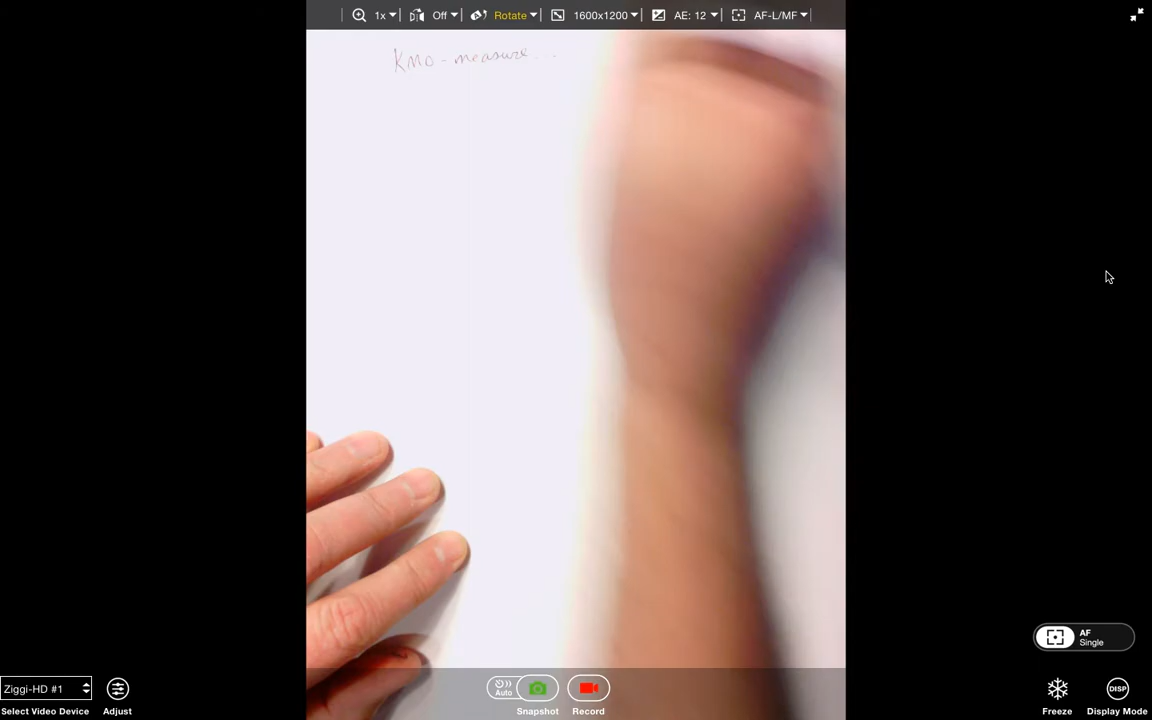 1x Off Rotate 1600x1200 AE: 12 AF-L/MF
KMO - measure . .
AF
Single
Ziggi-HD #1
Auto
Select Video Device Adjust Snapshot Record Freeze Display Mode
DISP